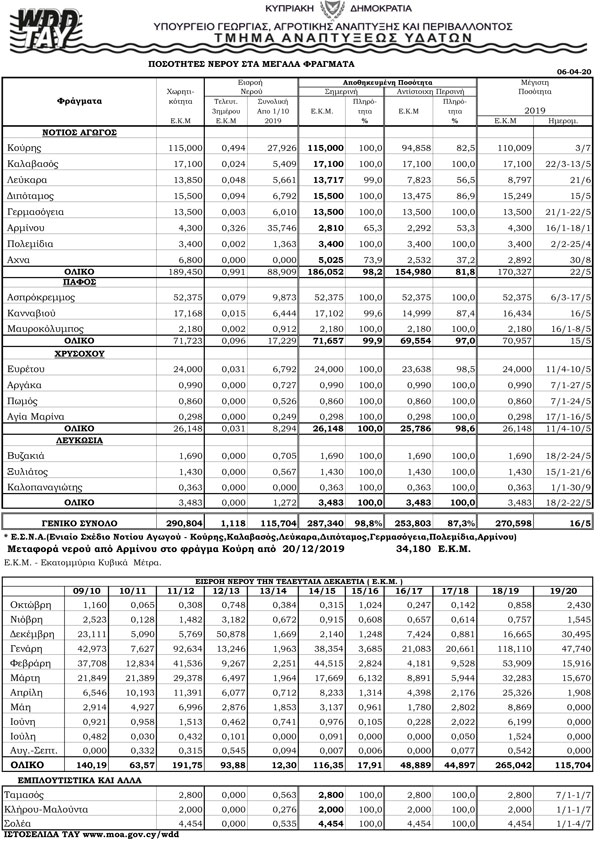 WDD
TAY
ΚΥΠΡΙΑΚΗ ΔΗΜΟΚΡΑΤΙΑ
ΥΠΟΥΡΓΕΙΟ ΓΕΩΡΓΙΑΣ, ΑΓΡΟΤΙΚΗΣ ΑΝΑΠΤΥΞΗΣ ΚΑΙ ΠΕΡΙΒΑΛΛΟΝΤΟΣ
ΤΜΗΜΑ ΑΝΑΠΤΥΞΕΩΣ ΥΔΑΤΩΝ
ΠΟΣΟΤΗΤΕΣ ΝΕΡΟΥ ΣΤΑ ΜΕΓΑΛΑ ΦΡΑΓΜΑΤΑ
06-04-20
Εισροή Αποθηκευμένη Ποσότητα Μέγιστη
Χωρητι- Νερού Σημερινή Αντίστοιχη Περσινή Ποσότητα
Φράγματα κότητα Τελευτ. Συνολική Πληρό- Πληρό-
3ημέρου Από 1/10 Ε.Κ.Μ. τητα Ε.Κ.Μ τητα 2019
Ε.Κ.Μ Ε.Κ.Μ 2019 % % Ε.Κ.Μ Ημερομ.
ΝΟΤΙΟΣ ΑΓΩΓΟΣ
Κούρης 115,000 0,494 27,926 115,000 100,0 94,858 82,5 110,009 3/7
Καλαβασός 17,100 0,024 5,409 17,100 100,0 17,100 100,0 17,100 22/3-13/5
Λεύκαρα 13,850 0,048 5,661 13,717 99,0 7,823 56,5 8,797 21/6
Διπόταμος 15,500 0,094 6,792 15,500 100,0 13,475 86,9 15,249 15/5
Γερμασόγεια 13,500 0,003 6,010 13,500 100,0 13,500 100,0 13,500 21/1-22/5
Αρμίνου 4,300 0,326 35,746 2,810 65,3 2,292 53,3 4,300 16/1-18/1
Πολεμίδια 3,400 0,002 1,363 3,400 100,0 3,400 100,0 3,400 2/2-25/4
Αχνα 6,800 0,000 0,000 5,025 73,9 2,532 37,2 2,892 30/8
ΟΛΙΚΟ 189,450 0,991 88,909 186,052 98,2 154,980 81,8 170,327 22/5
ΠΑΦΟΣ
Ασπρόκρεμμος 52,375 0,079 9,873 52,375 100,0 52,375 100,0 52,375 6/3-17/5
Κανναβιού 17,168 0,015 6,444 17,102 99,6 14,999 87,4 16,434 16/5
Μαυροκόλυμπος 2,180 0,002 0,912 2,180 100,0 2,180 100,0 2,180 16/1-8/5
ΟΛΙΚΟ 71,723 0,096 17,229 71,657 99,9 69,554 97,0 70,957 15/5
ΧΡΥΣΟΧΟΥ
Ευρέτου 24,000 0,031 6,792 24,000 100,0 23,638 98,5 24,000 11/4-10/5
Αργάκα 0,990 0,000 0,727 0,990 100,0 0,990 100,0 0,990 7/1-27/5
Πωμός 0,860 0,000 0,526 0,860 100,0 0,860 100,0 0,860 7/1-24/5
Αγία Μαρίνα 0,298 0,000 0,249 0,298 100,0 0,298 100,0 0,298 17/1-16/5
ΟΛΙΚΟ 26,148 0,031 8,294 26,148 100,0 25,786 98,6 26,148 11/4-10/5
ΛΕΥΚΩΣΙΑ
Βυζακιά 1,690 0,000 0,705 1,690 100,0 1,690 100,0 1,690 18/2-24/5
Ξυλιάτος 1,430 0,000 0,567 1,430 100,0 1,430 100,0 1,430 15/1-21/6
Καλοπαναγιώτης 0,363 0,000 0,000 0,363 100,0 0,363 100,0 0,363 1/1-30/9
ΟΛΙΚΟ 3,483 0,000 1,272 3,483 100,0 3,483 100,0 3,483 18/2-22/5
ΓΕΝΙΚΟ ΣΥΝΟΛΟ 290,804 1,118 115,704 287,340 98,8% 253,803 87,3% 270,598 16/5
* Ε.Σ.Ν.Α.(Ενιαίο Σχέδιο Νοτίου Αγωγού - Κούρης,Καλαβασός,Λεύκαρα,Διπόταμος,Γερμασόγεια,Πολεμίδια,Αρμίνου)
Μεταφορά νερού από Αρμίνου στο φράγμα Κούρη από 20/12/2019 34,180 Ε.Κ.Μ.
Ε.Κ.Μ. - Εκατομμύρια Κυβικά Μέτρα.
ΕΙΣΡΟΗ ΝΕΡΟΥ ΤΗΝ ΤΕΛΕΥΤΑΙΑ ΔΕΚΑΕΤΙΑ ( Ε.Κ.Μ. )
09/10 10/11 11/12 12/13 13/14 14/15 15/16 16/17 17/18 18/19 19/20
Οκτώβρη 1,160 0,065 0,308 0,748 0,384 0,315 1,024 0,247 0,142 0,858 2,430
Νιόβρη 2,523 0,128 1,482 3,182 0,672 0,915 0,608 0,657 0,614 0,757 1,545
Δεκέμβρη 23,111 5,090 5,769 50,878 1,669 2,140 1,248 7,424 0,881 16,665 30,495
Γενάρη 42,973 7,627 92,634 13,246 1,963 38,354 3,685 21,083 20,661 118,110 47,740
Φεβράρη 37,708 12,834 41,536 9,267 2,251 44,515 2,824 4,181 9,528 53,909 15,916
Μάρτη 21,849 21,389 29,378 6,497 1,964 17,669 6,132 8,891 5,944 32,283 15,670
Απρίλη 6,546 10,193 11,391 6,077 0,712 8,233 1,314 4,398 2,176 25,326 1,908
Μάη 2,914 4,927 6,996 2,876 1,853 3,137 0,961 1,780 2,802 8,869 0,000
Ιούνη 0,921 0,958 1,513 0,462 0,741 0,976 0,105 0,228 2,022 6,199 0,000
Ιούλη 0,482 0,030 0,432 0,101 0,000 0,091 0,000 0,000 0,050 1,524 0,000
Αυγ.-Σεπτ. 0,000 0,332 0,315 0,545 0,094 0,007 0,006 0,000 0,077 0,542 0,000
ΟΛΙΚΟ 140,19 63,57 191,75 93,88 12,30 116,35 17,91 48,889 44,897 265,042 115,704
ΕΜΠΛΟΥΤΙΣΤΙΚΑ ΚΑΙ ΑΛΛΑ
Ταμασός 2,800 0,000 0,563 2,800 100,0 2,800 100,0 2,800 7/1-1/7
Κλήρου-Μαλούντα 2,000 0,000 0,276 2,000 100,0 2,000 100,0 2,000 1/1-1/7
Σολέα 4,454 0,000 0,535 4,454 100,0 4,454 100,0 4,454 1/1-4/7
ΙΣΤΟΣΕΛΙΔΑ ΤΑΥ www.moa.gov.cy/wdd